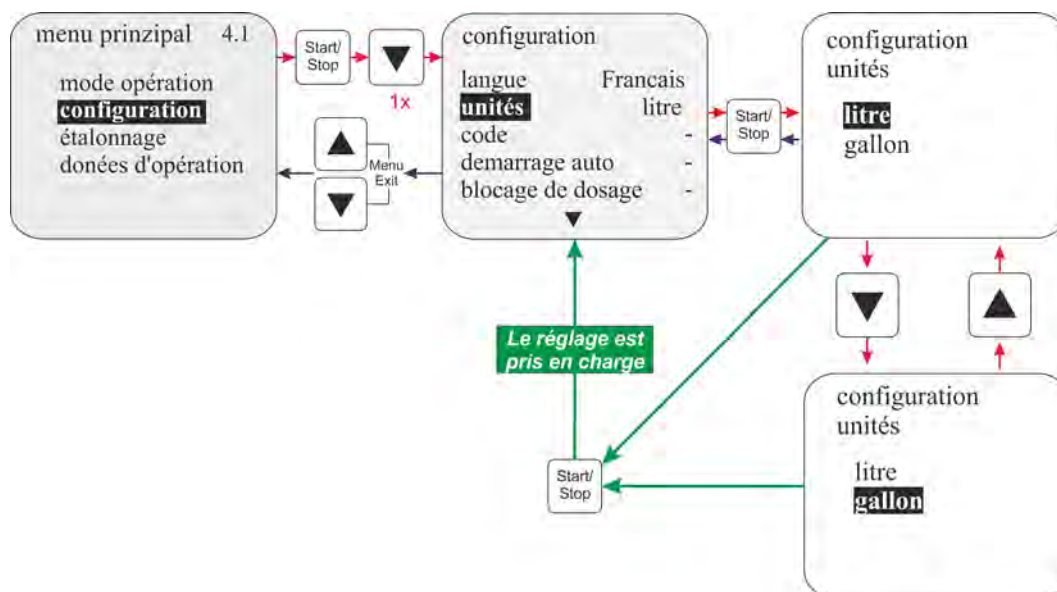 menu prinzipal 4.1
mode opération
configuration
étalonnage
donées d'opération
Start/
Stop
▼
1x
▲
▼
Menu
Exit
configuration
langue Francais
unités litre
code -
demarrage auto -
blocage de dosage -
▼
Start/
Stop
configuration
unités
litre
gallon
▼
▲
configuration
unités
litre
gallon
Le réglage est
pris en charge
Start/
Stop